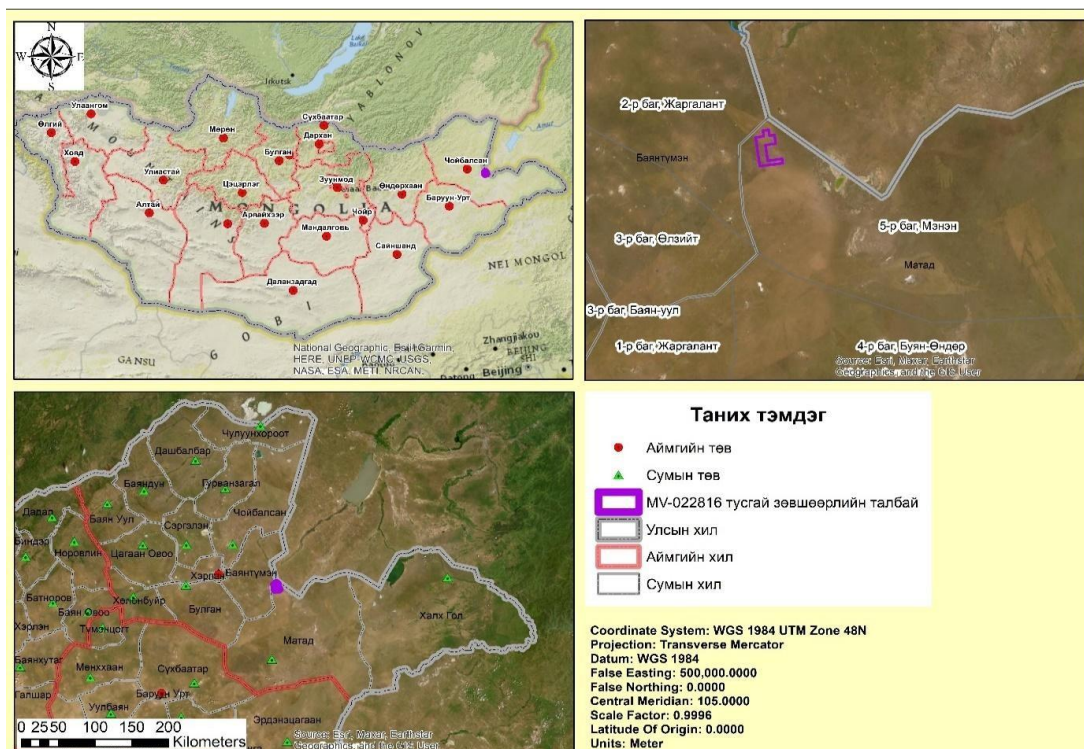 N
W E
S
Irkutsk
Lake
YABLONOV
Улаангом
Өлгий
Ховд
Мөрөн
Сүхбаатар
Дархан
Булган
Улиастай
Цэцэрлэг
Зуунмод
Өндөрхаан
Чойбалсан
Баруун-Урт
Алтай
MONGOLIA
Арвайхээр
Чойр
Мандалговь
Сайншанд
Даланзадгад
NEI MONGOL
GOBI
GANSU
Zhangjiakou
BEIJING
SHI
Beijing
Datong
National Geographic, Esri, Garmin,
HERE, UNEP-WCMC, USGS,
NASA, ESA, METI, NRCAN,
2-р баг, Жаргалант
Баянтүмэн
3-р баг, Өлзийт
5-р баг, Мэнэн
Матад
3-р баг, Баян-уул
1-р баг, Жаргалант
4-р баг, Буян-Өндөр
Source: Esri, Maxar, Earthstar
Geographics, and the GIS User
Чулуунхороот
Дашбалбар
Баяндун
Гурванзагал
Баян Уул
Чойбалсан
Дадал
Сэргэлэн
Биндэр
Норовлин
Цагаан Овоо
Хэрлэн
Баянтүмэн
Батноров
Хөлөнбуйр
Булган
Баян Овоо
Халх Гол
Хэрлэн
Түмэнцогт
Матад
Баянхутаг
Мөнххаан
Сүхбаатар
Галшар
Баруун Урт
Уулбаян
Эрдэнэцагаан
0 25 50 100 150 200
Kilometers
Source: Esri, Maxar, Earthstar
Geographics, and the GIS User
Таних тэмдэг
Аймгийн төв
Сумын төв
MV-022816 тусгай зөвшөөрлийн талбай
Улсын хил
Аймгийн хил
Сумын хил
Coordinate System: WGS 1984 UTM Zone 48N
Projection: Transverse Mercator
Datum: WGS 1984
False Easting: 500,000.0000
False Northing: 0.0000
Central Meridian: 105.0000
Scale Factor: 0.9996
Latitude Of Origin: 0.0000
Units: Meter